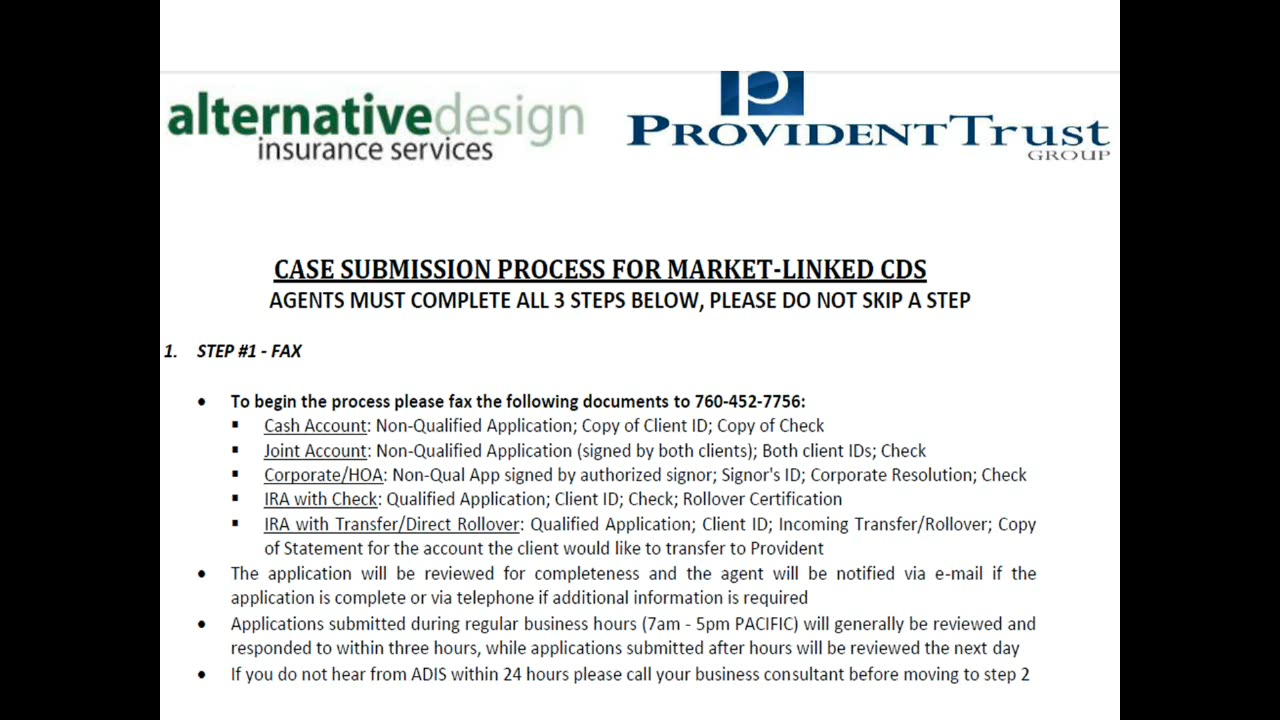 alternativedesign
insurance services
PROVIDENT Trust
GROUP
CASE SUBMISSION PROCESS FOR MARKET-LINKED CDS
AGENTS MUST COMPLETE ALL 3 STEPS BELOW, PLEASE DO NOT SKIP A STEP
1. STEP #1 - FAX
• To begin the process please fax the following documents to 760-452-7756:
▪ Cash Account: Non-Qualified Application; Copy of Client ID; Copy of Check
▪ Joint Account: Non-Qualified Application (signed by both clients); Both client IDs; Check
▪ Corporate/HOA: Non-Qual App signed by authorized signor; Signor's ID; Corporate Resolution; Check
▪ IRA with Check: Qualified Application; Client ID; Check; Rollover Certification
▪ IRA with Transfer/Direct Rollover: Qualified Application; Client ID; Incoming Transfer/Rollover; Copy
of Statement for the account the client would like to transfer to Provident
• The application will be reviewed for completeness and the agent will be notified via e-mail if the
application is complete or via telephone if additional information is required
• Applications submitted during regular business hours (7am - 5pm PACIFIC) will generally be reviewed and
responded to within three hours, while applications submitted after hours will be reviewed the next day
• If you do not hear from ADIS within 24 hours please call your business consultant before moving to step 2